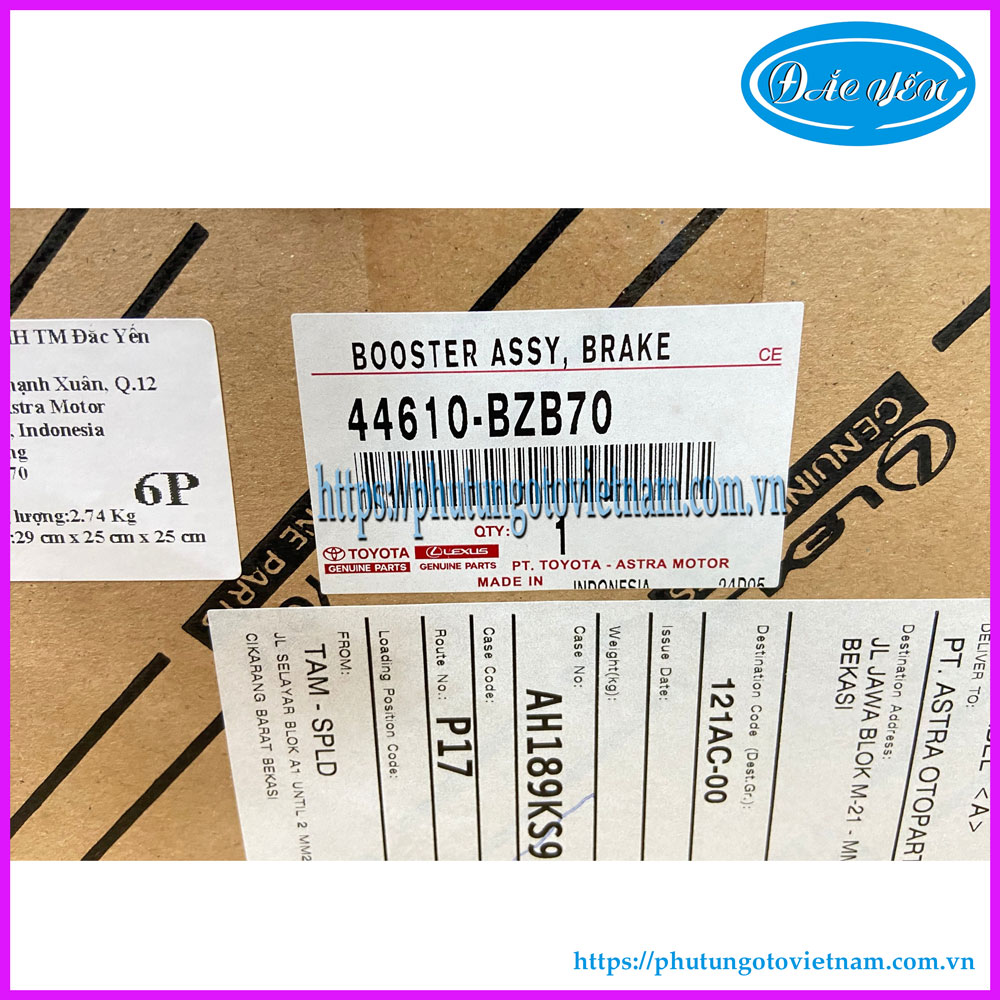 ĐẮC YẾN
TM Đắc Yến
Xuân, Q.12
Astra Motor
, Indonesia
70
6P
lượng:2.74 Kg
:29 cm x 25 cm x 25 cm
BOOSTER ASSY, BRAKE
CE
44610-BZB70
https://phutungotovietnam.com.vn
QTY: 1
TOYOTA
GENUINE PARTS
LEXUS
GENUINE PARTS
PT. TOYOTA - ASTRA MOTOR
MADE IN INDONESIA
GENUINE
FROM:
TAM - SPLD
JL SELAYAR BLOK A1 UNTIL 2 MM2
CIKARANG BARAT BEKASI
Loading Position Code:
Route No.:
P17
Case Code:
AH189KS9
Case No:
Weight(kg):
Issue Date:
Destination Code (Dest.Gr.):
121AC-00
Destination Address:
JL JAWA BLOK M-21 - MM
BEKASI
DELIVER TO:
PT. ASTRA OTOPART
<A>
https://phutungotovietnam.com.vn